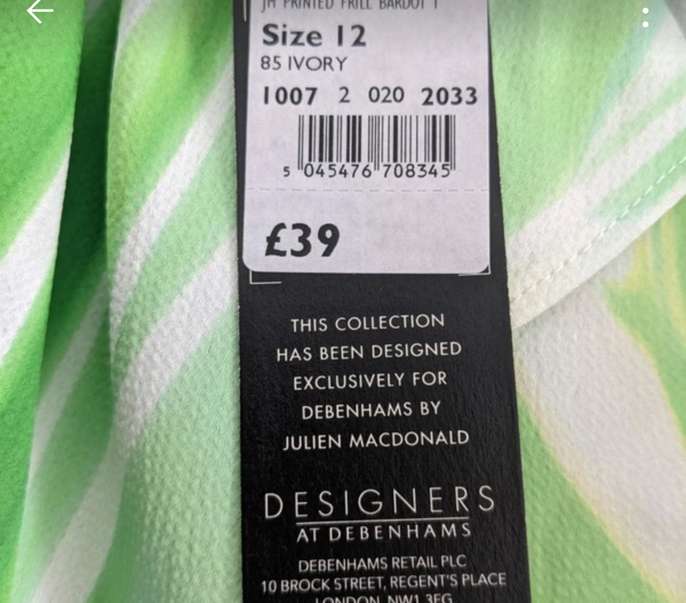 JM PRINTED FRILL BARDOT T
Size 12
85 IVORY
1007 2 020 2033
5 045476 708345
£39
THIS COLLECTION
HAS BEEN DESIGNED
EXCLUSIVELY FOR
DEBENHAMS BY
JULIEN MACDONALD
DESIGNERS
AT DEBENHAMS
DEBENHAMS RETAIL PLC
10 BROCK STREET, REGENT'S PLACE
LONDON NW1 3FG